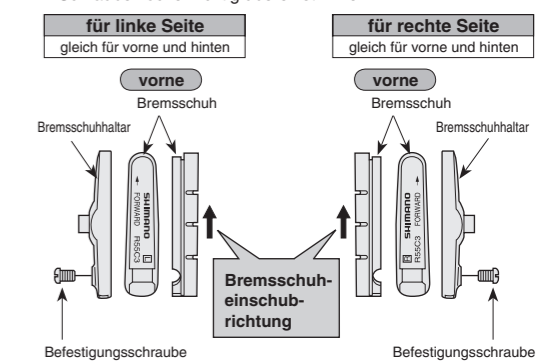 für linke Seite
gleich für vorne und hinten
vorne
Bremsschuh
Bremsschuhhaltar
SHIMANO
FORWARD R55C3
L
Befestigungsschraube
für rechte Seite
gleich für vorne und hinten
vorne
Bremsschuh
Bremsschuhhaltar
SHIMANO
R55C3 FORWARD
R
Befestigungsschraube
Bremsschuh-
einschub-
richtung